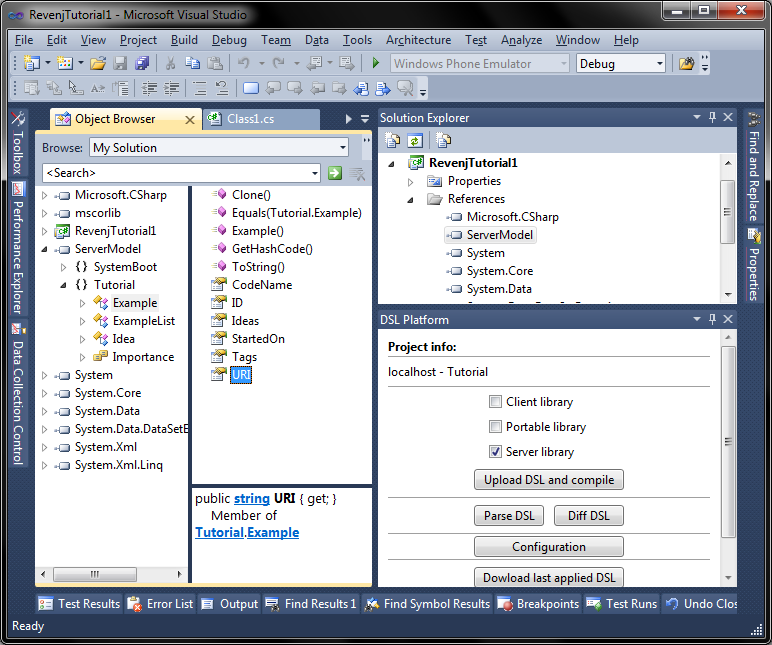 RevenjTutorial1 - Microsoft Visual Studio
File Edit View Project Build Debug Team Data Tools Architecture Test Analyze Window Help
Windows Phone Emulator Debug
Toolbox
Performance Explorer
Data Collection Control
Object Browser Class1.cs
Browse: My Solution
<Search>
Microsoft.CSharp
mscorlib
RevenjTutorial1
ServerModel
{} SystemBoot
{} Tutorial
Example
ExampleList
Idea
Importance
System
System.Core
System.Data
System.Data.DataSetE
System.Xml
System.Xml.Linq
Clone()
Equals(Tutorial.Example)
Example()
GetHashCode()
ToString()
CodeName
ID
Ideas
StartedOn
Tags
URI
public string URI { get; }
Member of
Tutorial.Example
Solution Explorer
RevenjTutorial1
Properties
References
Microsoft.CSharp
ServerModel
System
System.Core
System.Data
DSL Platform
Project info:
localhost - Tutorial
Client library
Portable library
Server library
Upload DSL and compile
Parse DSL Diff DSL
Configuration
Dowload last applied DSL
Find and Replace
Properties
Test Results Error List Output Find Results 1 Find Symbol Results Breakpoints Test Runs Undo Clos
Ready